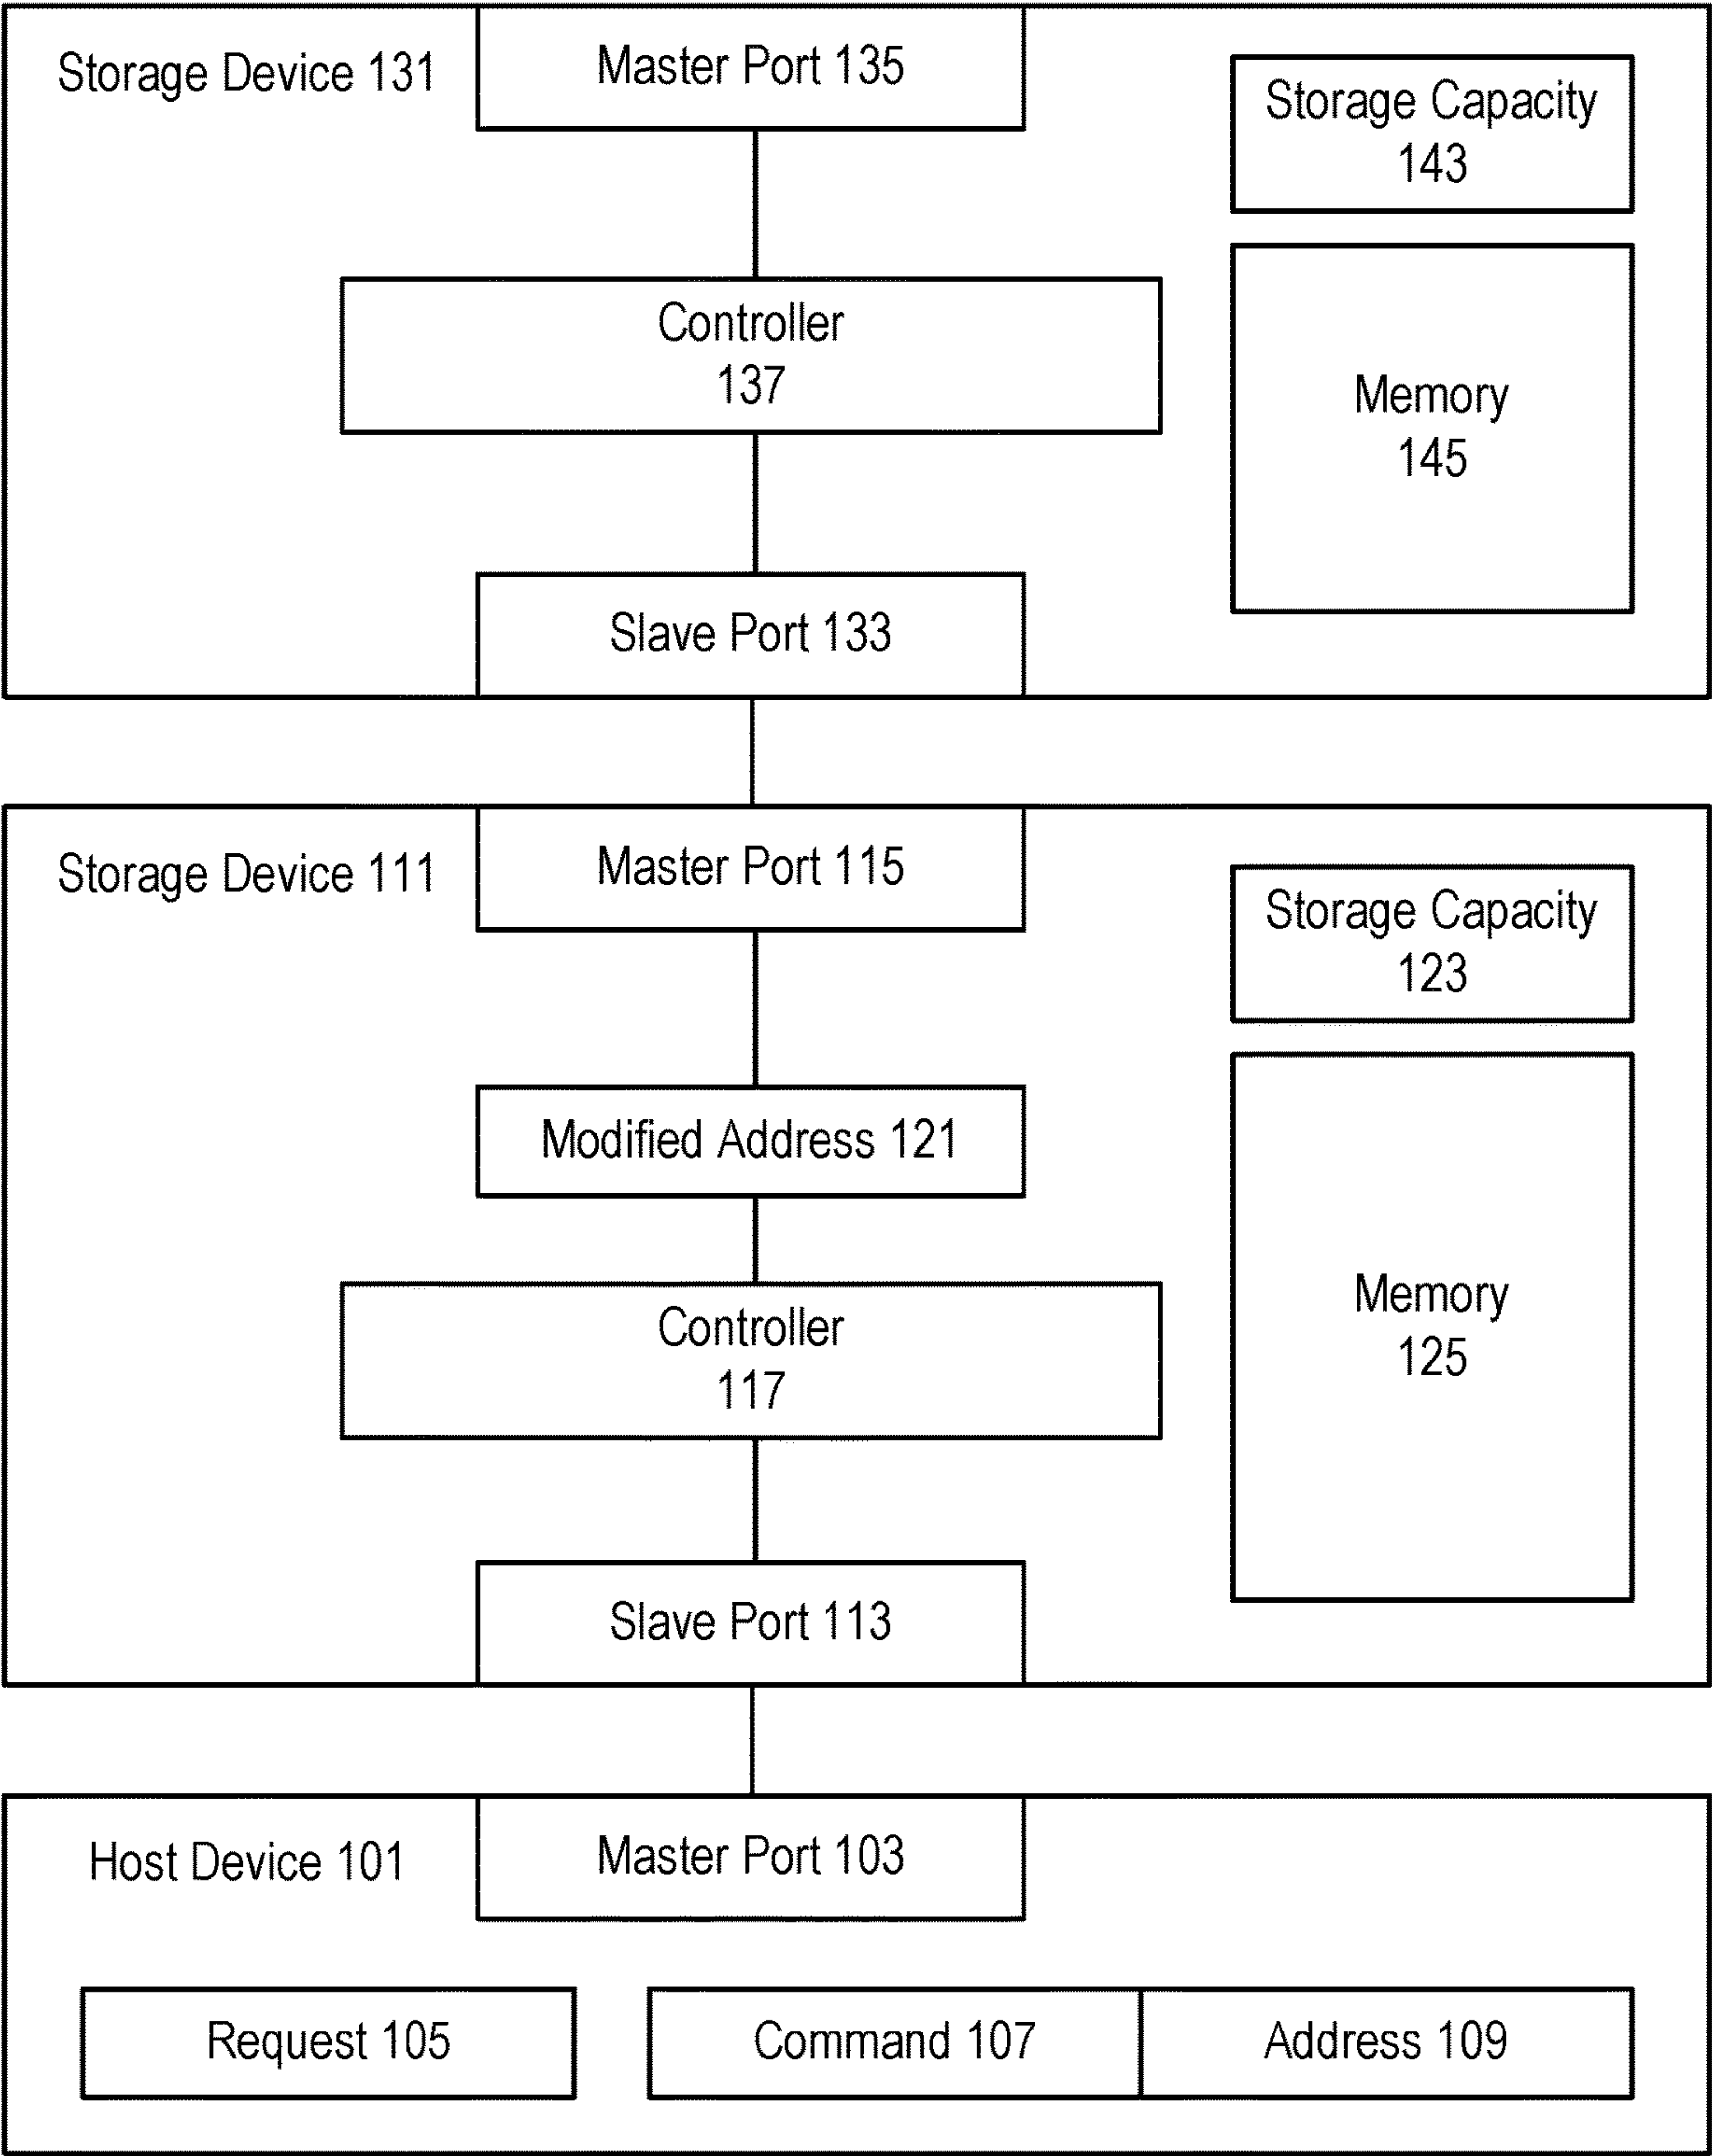 Storage Device 131
Master Port 135
Storage Capacity
143
Controller
137
Memory
145
Slave Port 133
Storage Device 111
Master Port 115
Storage Capacity
123
Modified Address 121
Controller
117
Memory
125
Slave Port 113
Host Device 101
Master Port 103
Request 105
Command 107
Address 109